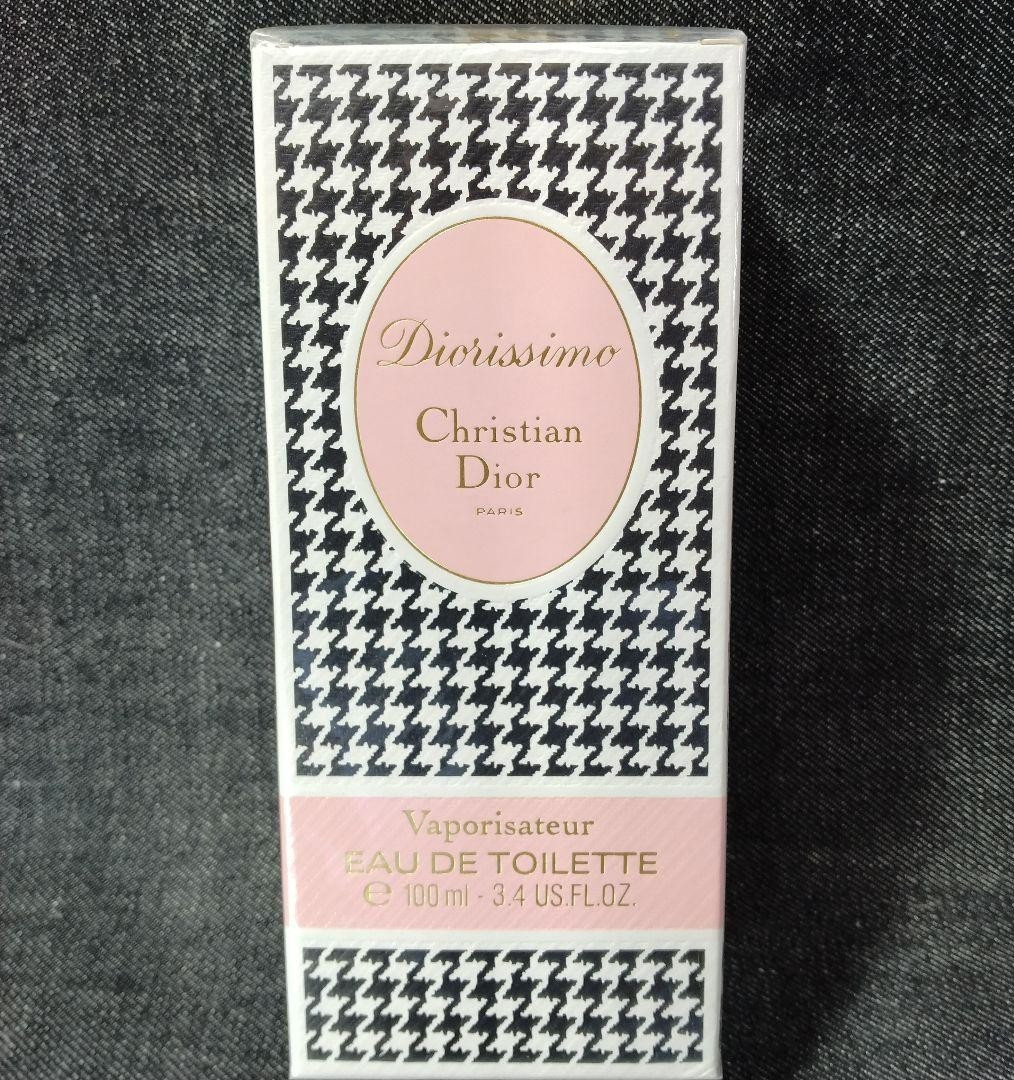 Diorissimo
Christian
Dior
PARIS
Vaporisateur
EAU DE TOILETTE
℮ 100 ml - 3.4 US.FL.OZ.